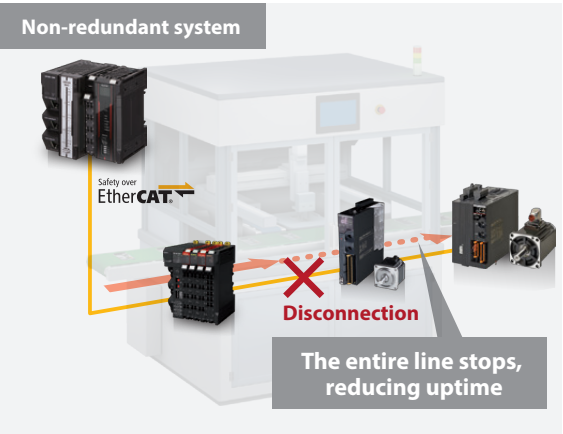 Non-redundant system
Safety over
EtherCAT®
Disconnection
The entire line stops,
reducing uptime